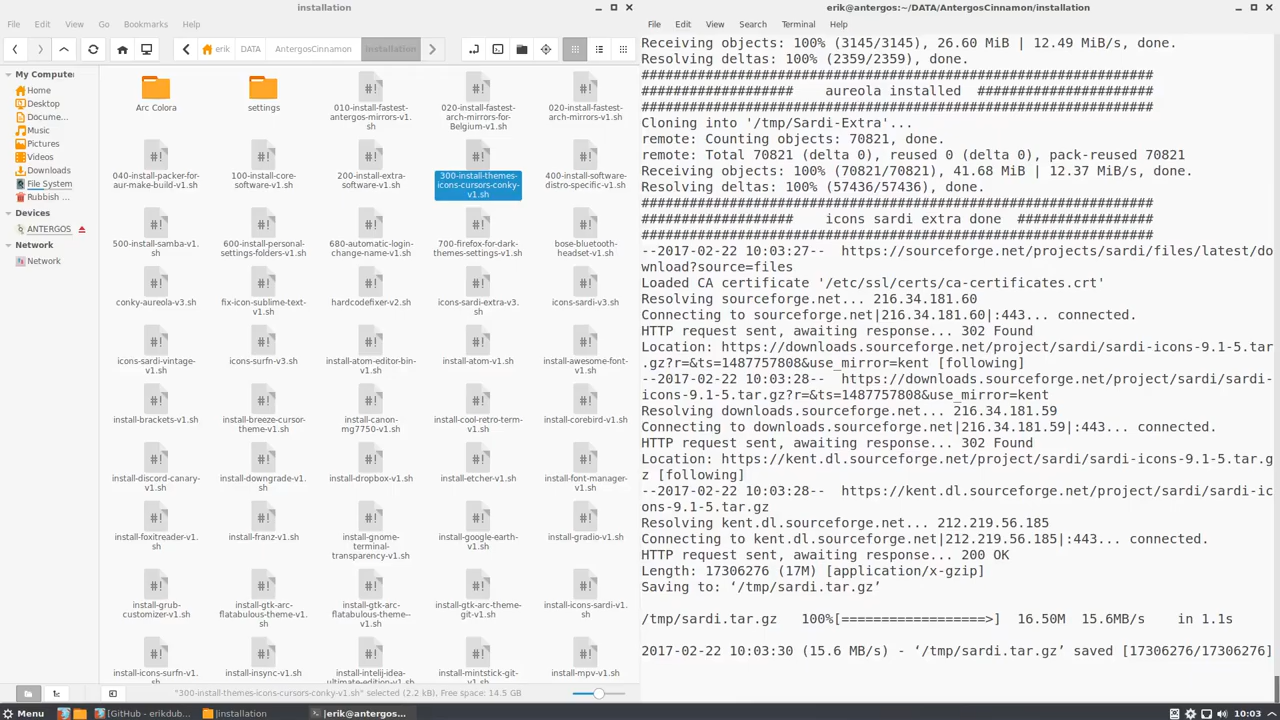 installation
File Edit View Go Bookmarks Help
erik DATA AntergosCinnamon installation
My Compute
Home
Desktop
Docume...
Music
Pictures
Videos
Downloads
File System
Rubbish ...
Devices
ANTERGOS
Network
Network
Arc Colora
settings
010-install-fastest-
antergos-mirrors-v1.
sh
020-install-fastest-
arch-mirrors-for-
Belgium-v1.sh
020-install-fastest-
arch-mirrors-v1.sh
040-install-packer-for-
aur-make-build-v1.sh
100-install-core-
software-v1.sh
200-install-extra-
software-v1.sh
300-install-themes-
icons-cursors-conky-
v1.sh
400-install-software-
distro-specific-v1.sh
500-install-samba-v1.
sh
600-install-personal-
settings-folders-v1.sh
680-automatic-login-
change-name-v1.sh
700-firefox-for-dark-
themes-settings-v1.sh
bose-bluetooth-
headset-v1.sh
conky-aureola-v3.sh
fix-icon-sublime-text-
v1.sh
hardcodefixer-v2.sh
icons-sardi-extra-v3.
sh
icons-sardi-v3.sh
icons-sardi-vintage-
v1.sh
icons-surfn-v3.sh
install-atom-editor-bin-
v1.sh
install-atom-v1.sh
install-awesome-font-
v1.sh
install-brackets-v1.sh
install-breeze-cursor-
theme-v1.sh
install-canon-
mg7750-v1.sh
install-cool-retro-term-
v1.sh
install-corebird-v1.sh
install-discord-canary-
v1.sh
install-downgrade-v1.
sh
install-dropbox-v1.sh
install-etcher-v1.sh
install-font-manager-
v1.sh
install-foxitreader-v1.
sh
install-franz-v1.sh
install-gnome-
terminal-
transparency-v1.sh
install-google-earth-
v1.sh
install-gradio-v1.sh
install-grub-
customizer-v1.sh
install-gtk-arc-
flatabulous-theme-v1.
sh
install-gtk-arc-
flatabulous-theme--
v1.sh
install-gtk-arc-theme-
git-v1.sh
install-icons-sardi-v1.
sh
install-icons-surfn-v1.
sh
install-insync-v1.sh
install-intelij-idea-
ultimate-edition-v1.sh
install-mintstick-git-
v1.sh
install-mpv-v1.sh
"300-install-themes-icons-cursors-conky-v1.sh" selected (2.2 kB), Free space: 14.5 GB
erik@antergos:~/DATA/AntergosCinnamon/installation
File Edit View Search Terminal Help
Receiving objects: 100% (3145/3145), 26.60 MiB | 12.49 MiB/s, done.
Resolving deltas: 100% (2359/2359), done.
################################################################
################### aureola installed ######################
################################################################
Cloning into '/tmp/Sardi-Extra'...
remote: Counting objects: 70821, done.
remote: Total 70821 (delta 0), reused 0 (delta 0), pack-reused 70821
Receiving objects: 100% (70821/70821), 41.68 MiB | 12.37 MiB/s, done.
Resolving deltas: 100% (57436/57436), done.
################################################################
################### icons sardi extra done #################
################################################################
--2017-02-22 10:03:27-- https://sourceforge.net/projects/sardi/files/latest/do
wnload?source=files
Loaded CA certificate '/etc/ssl/certs/ca-certificates.crt'
Resolving sourceforge.net... 216.34.181.60
Connecting to sourceforge.net|216.34.181.60|:443... connected.
HTTP request sent, awaiting response... 302 Found
Location: https://downloads.sourceforge.net/project/sardi/sardi-icons-9.1-5.tar
.gz?r=&ts=1487757808&use_mirror=kent [following]
--2017-02-22 10:03:28-- https://downloads.sourceforge.net/project/sardi/sardi-
icons-9.1-5.tar.gz?r=&ts=1487757808&use_mirror=kent
Resolving downloads.sourceforge.net... 216.34.181.59
Connecting to downloads.sourceforge.net|216.34.181.59|:443... connected.
HTTP request sent, awaiting response... 302 Found
Location: https://kent.dl.sourceforge.net/project/sardi/sardi-icons-9.1-5.tar.g
z [following]
--2017-02-22 10:03:28-- https://kent.dl.sourceforge.net/project/sardi/sardi-ic
ons-9.1-5.tar.gz
Resolving kent.dl.sourceforge.net... 212.219.56.185
Connecting to kent.dl.sourceforge.net|212.219.56.185|:443... connected.
HTTP request sent, awaiting response... 200 OK
Length: 17306276 (17M) [application/x-gzip]
Saving to: ‘/tmp/sardi.tar.gz’
/tmp/sardi.tar.gz 100%[==================>] 16.50M 15.6MB/s in 1.1s
2017-02-22 10:03:30 (15.6 MB/s) - ‘/tmp/sardi.tar.gz’ saved [17306276/17306276]
Menu [GitHub - erikdub... installation erik@antergos:... 10:03